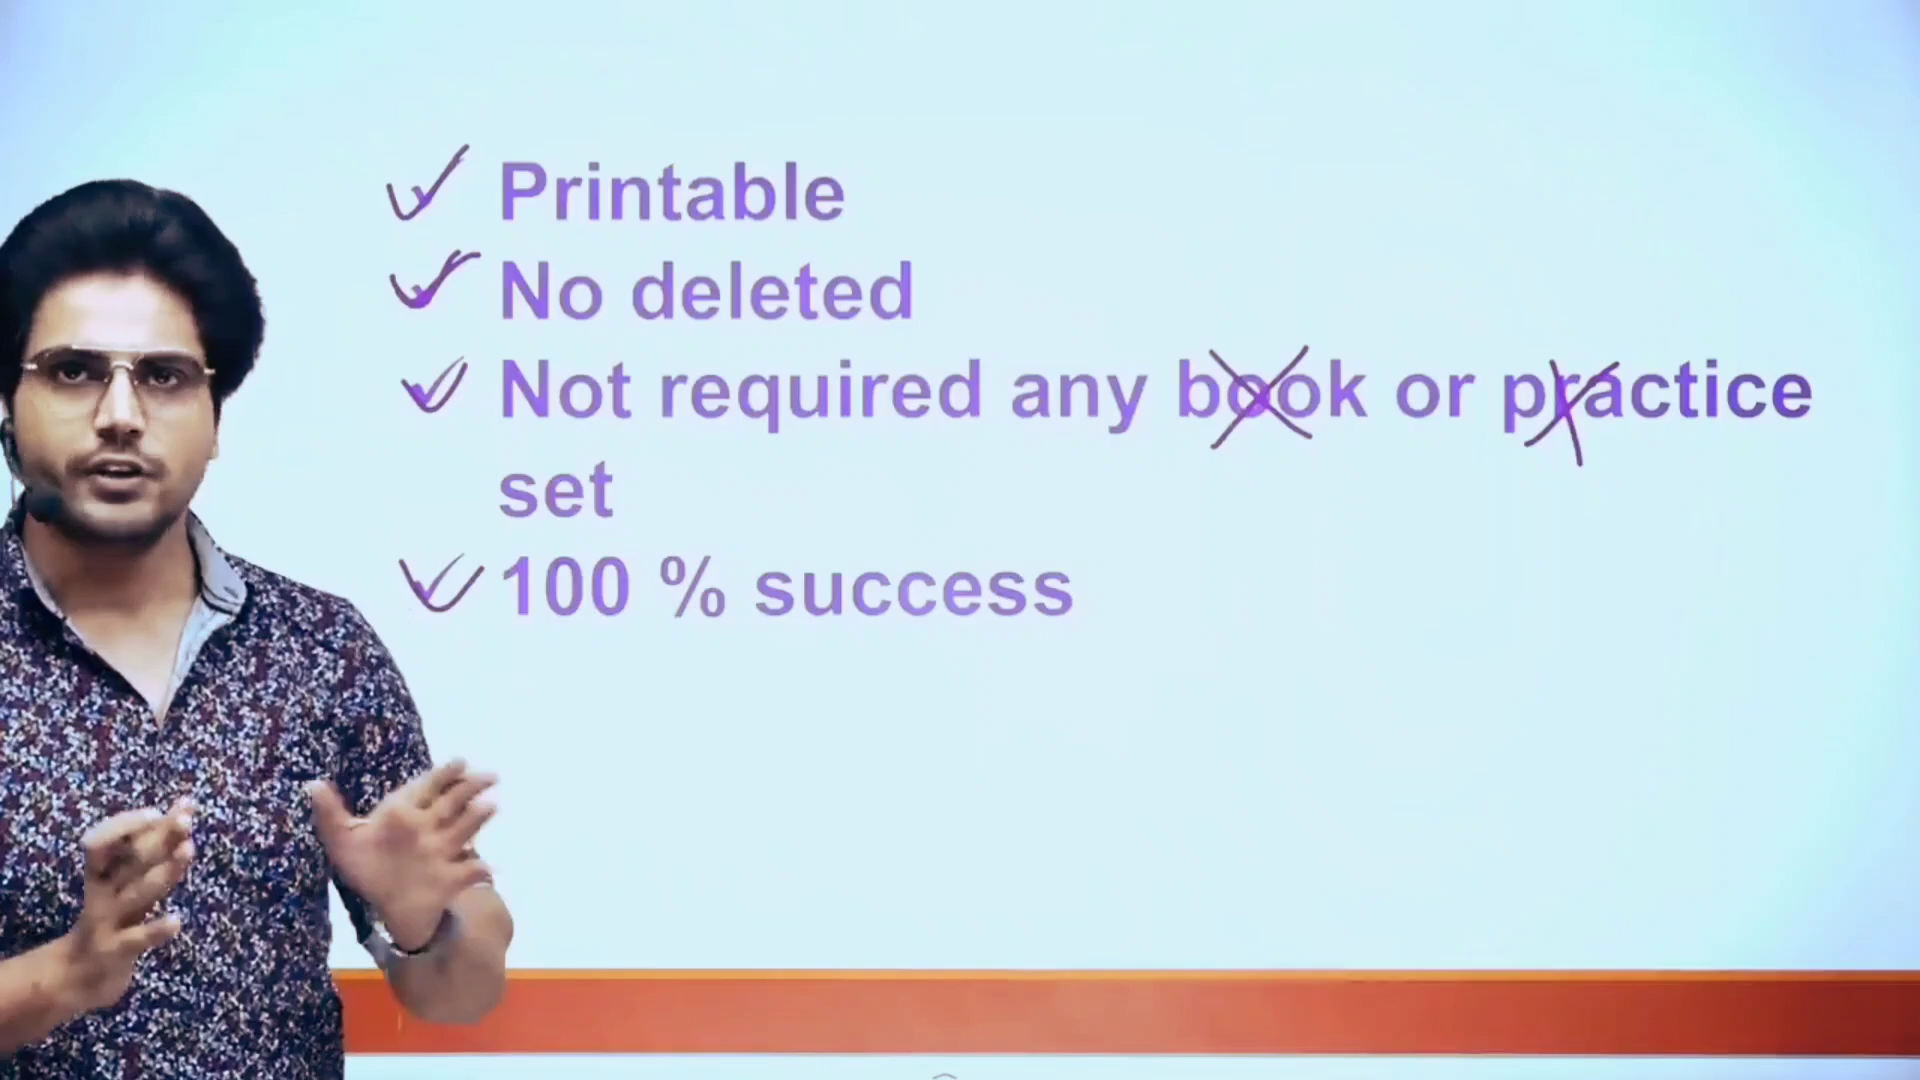 Printable
No deleted
Not required any book or practice
set
100 % success